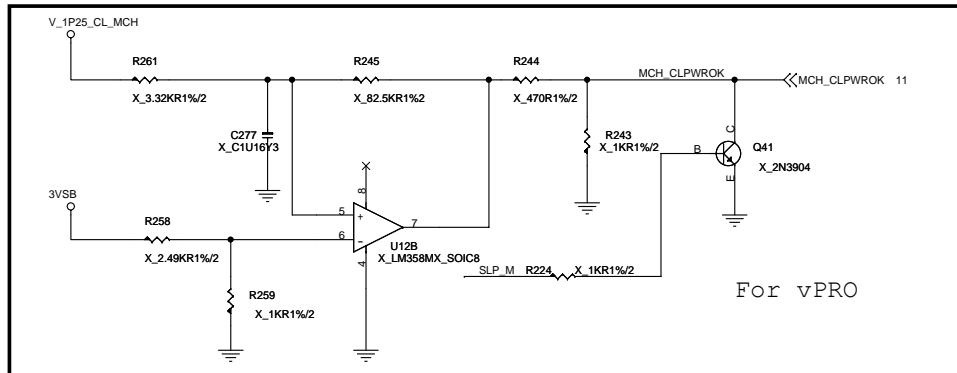 V_1P25_CL_MCH
R261
X_3.32KR1%/2
R245
X_82.5KR1%2
R244
X_470R1%/2
MCH_CLPWROK
MCH_CLPWROK 11
C277
X_C1U16Y3
R243
X_1KR1%/2
C
B
E
Q41
X_2N3904
3VSB
R258
X_2.49KR1%/2
R259
X_1KR1%/2
8
5
+
6
-
7
4
U12B
X_LM358MX_SOIC8
SLP_M
R224
X_1KR1%/2
For vPRO